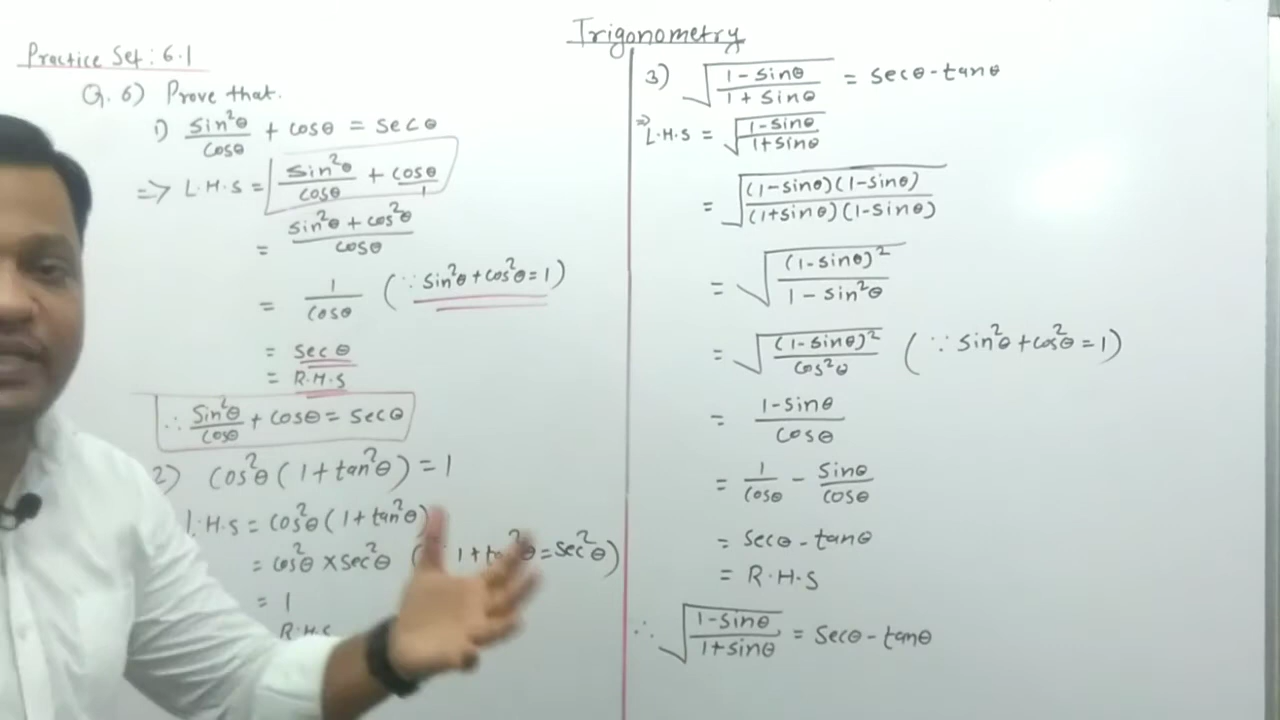 Trigonometry
Practice Set: 6.1
Q. 6) Prove that.
1) sin²θ/cosθ + cosθ = secθ
=> L.H.S = sin²θ/cosθ + cosθ/1
= sin²θ + cos²θ/cosθ
= 1/cosθ (∵ sin²θ + cos²θ = 1)
= secθ
= R.H.S
∴ sin²θ/cosθ + cosθ = secθ
2) cos²θ (1 + tan²θ) = 1
L.H.S = cos²θ (1 + tan²θ)
= cos²θ × sec²θ ( 1 + tan²θ = sec²θ)
= 1
R.H.S
3) √(1 - sinθ/1 + sinθ) = secθ - tanθ
⇒ L.H.S = √(1 - sinθ/1 + sinθ)
= √((1 - sinθ)(1 - sinθ)/(1 + sinθ)(1 - sinθ))
= √((1 - sinθ)²/1 - sin²θ)
= √((1 - sinθ)²/cos²θ) (∵ sin²θ + cos²θ = 1)
= 1 - sinθ/cosθ
= 1/cosθ - sinθ/cosθ
= secθ - tanθ
= R.H.S
∴ √(1 - sinθ/1 + sinθ) = secθ - tanθ